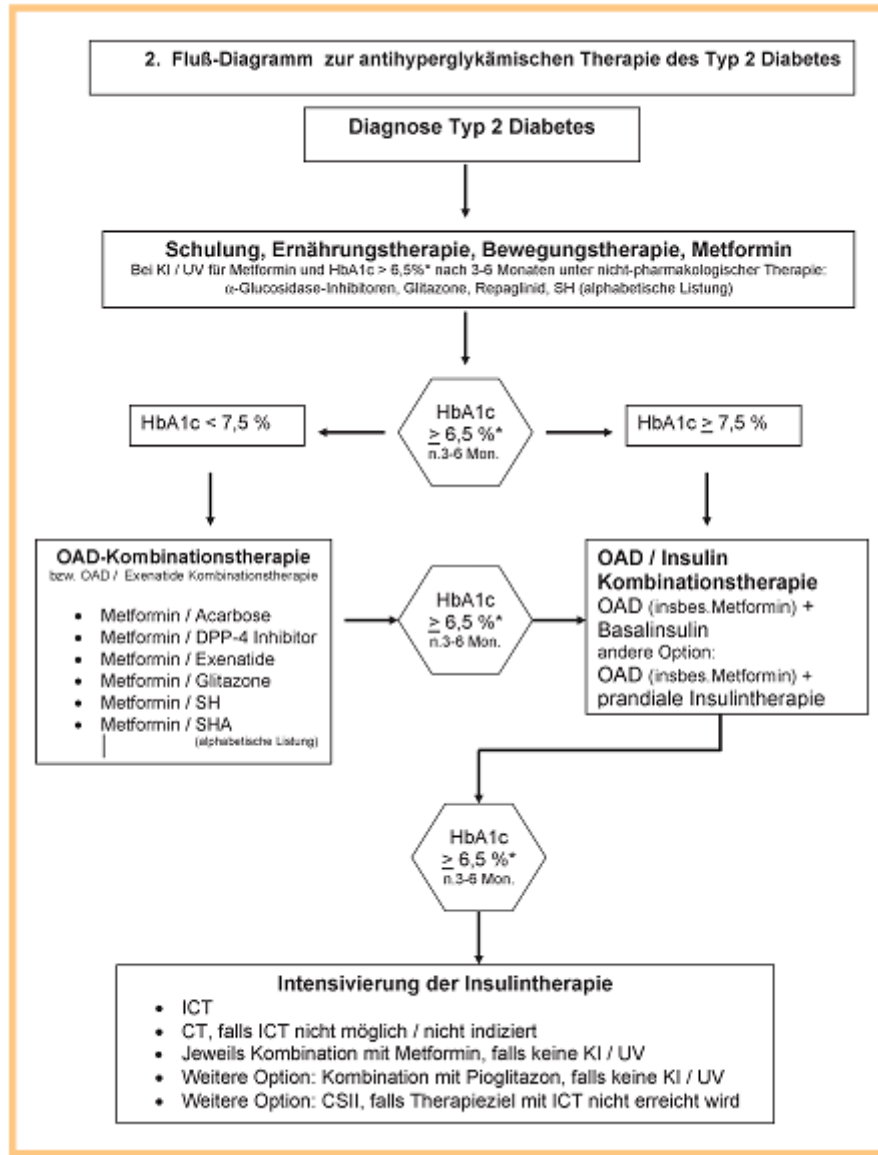 2. Fluß-Diagramm zur antihyperglykämischen Therapie des Typ 2 Diabetes
Diagnose Typ 2 Diabetes
Schulung, Ernährungstherapie, Bewegungstherapie, Metformin
Bei KI / UV für Metformin und HbA1c > 6,5%* nach 3-6 Monaten unter nicht-pharmakologischer Therapie:
α-Glucosidase-Inhibitoren, Glitazone, Repaglinid, SH (alphabetische Listung)
HbA1c < 7,5 %
HbA1c
≥ 6,5 %*
n.3-6 Mon.
HbA1c ≥ 7,5 %
OAD-Kombinationstherapie
bzw. OAD / Exenatide Kombinationstherapie
• Metformin / Acarbose
• Metformin / DPP-4 Inhibitor
• Metformin / Exenatide
• Metformin / Glitazone
• Metformin / SH
• Metformin / SHA
(alphabetische Listung)
HbA1c
≥ 6,5 %*
n.3-6 Mon.
OAD / Insulin
Kombinationstherapie
OAD (insbes.Metformin) +
Basalinsulin
andere Option:
OAD (insbes.Metformin) +
prandiale Insulintherapie
HbA1c
≥ 6,5 %*
n.3-6 Mon.
Intensivierung der Insulintherapie
• ICT
• CT, falls ICT nicht möglich / nicht indiziert
• Jeweils Kombination mit Metformin, falls keine KI / UV
• Weitere Option: Kombination mit Pioglitazon, falls keine KI / UV
• Weitere Option: CSII, falls Therapieziel mit ICT nicht erreicht wird